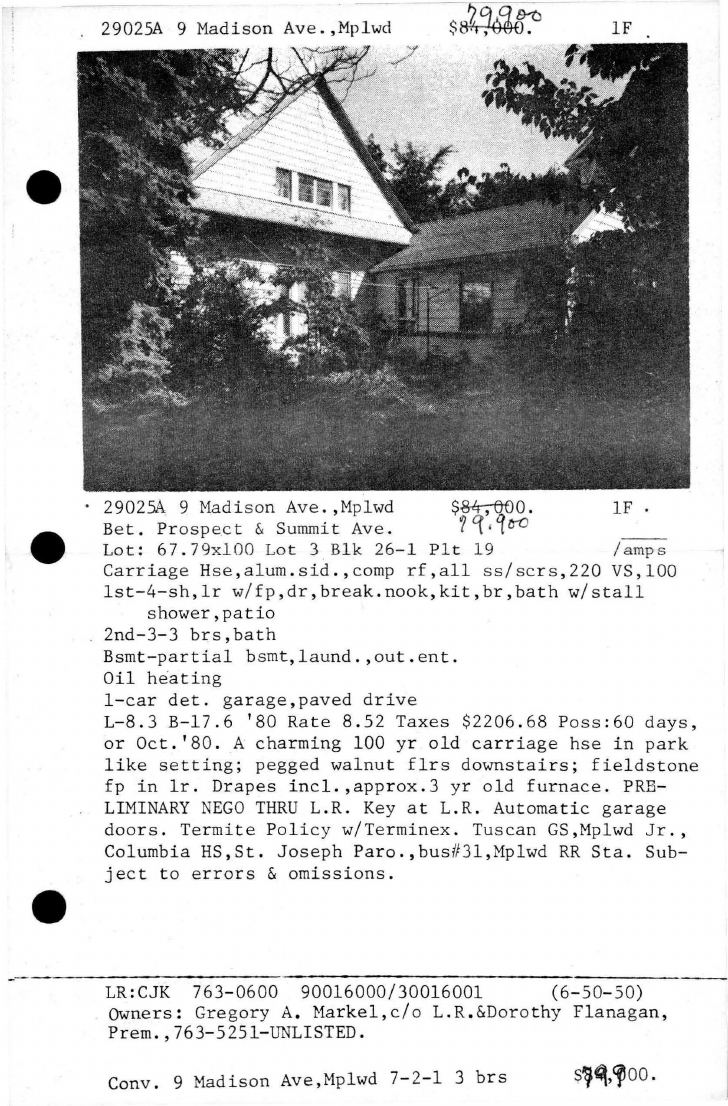 29025A 9 Madison Ave.,Mplwd $84,000. 79,900 1F .
29025A 9 Madison Ave.,Mplwd $84,000. 1F .
Bet. Prospect & Summit Ave. 79,900
Lot: 67.79x100 Lot 3 Blk 26-1 Plt 19 /amps
Carriage Hse,alum.sid.,comp rf,all ss/scrs,220 VS,100
1st-4-sh,lr w/fp,dr,break.nook,kit,br,bath w/stall
shower,patio
2nd-3-3 brs,bath
Bsmt-partial bsmt,laund.,out.ent.
Oil heating
1-car det. garage,paved drive
L-8.3 B-17.6 '80 Rate 8.52 Taxes $2206.68 Poss:60 days,
or Oct.'80. A charming 100 yr old carriage hse in park
like setting; pegged walnut flrs downstairs; fieldstone
fp in lr. Drapes incl.,approx.3 yr old furnace. PRE-
LIMINARY NEGO THRU L.R. Key at L.R. Automatic garage
doors. Termite Policy w/Terminex. Tuscan GS,Mplwd Jr.,
Columbia HS,St. Joseph Paro.,bus#31,Mplwd RR Sta. Sub-
ject to errors & omissions.
LR:CJK 763-0600 90016000/30016001 (6-50-50)
Owners: Gregory A. Markel,c/o L.R.&Dorothy Flanagan,
Prem.,763-5251-UNLISTED.
Conv. 9 Madison Ave,Mplwd 7-2-1 3 brs $79,900.